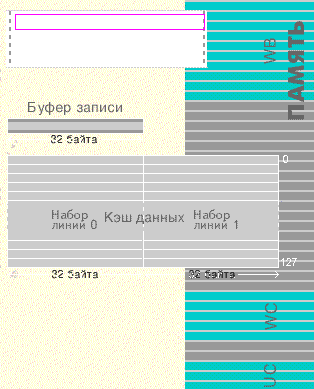 WB
ПАМЯТЬ
Буфер записи
32 байта
0
Набор
линии 0
Кэш данных
Набор
линий 1
127
32 байта
32 байта
WC
UC